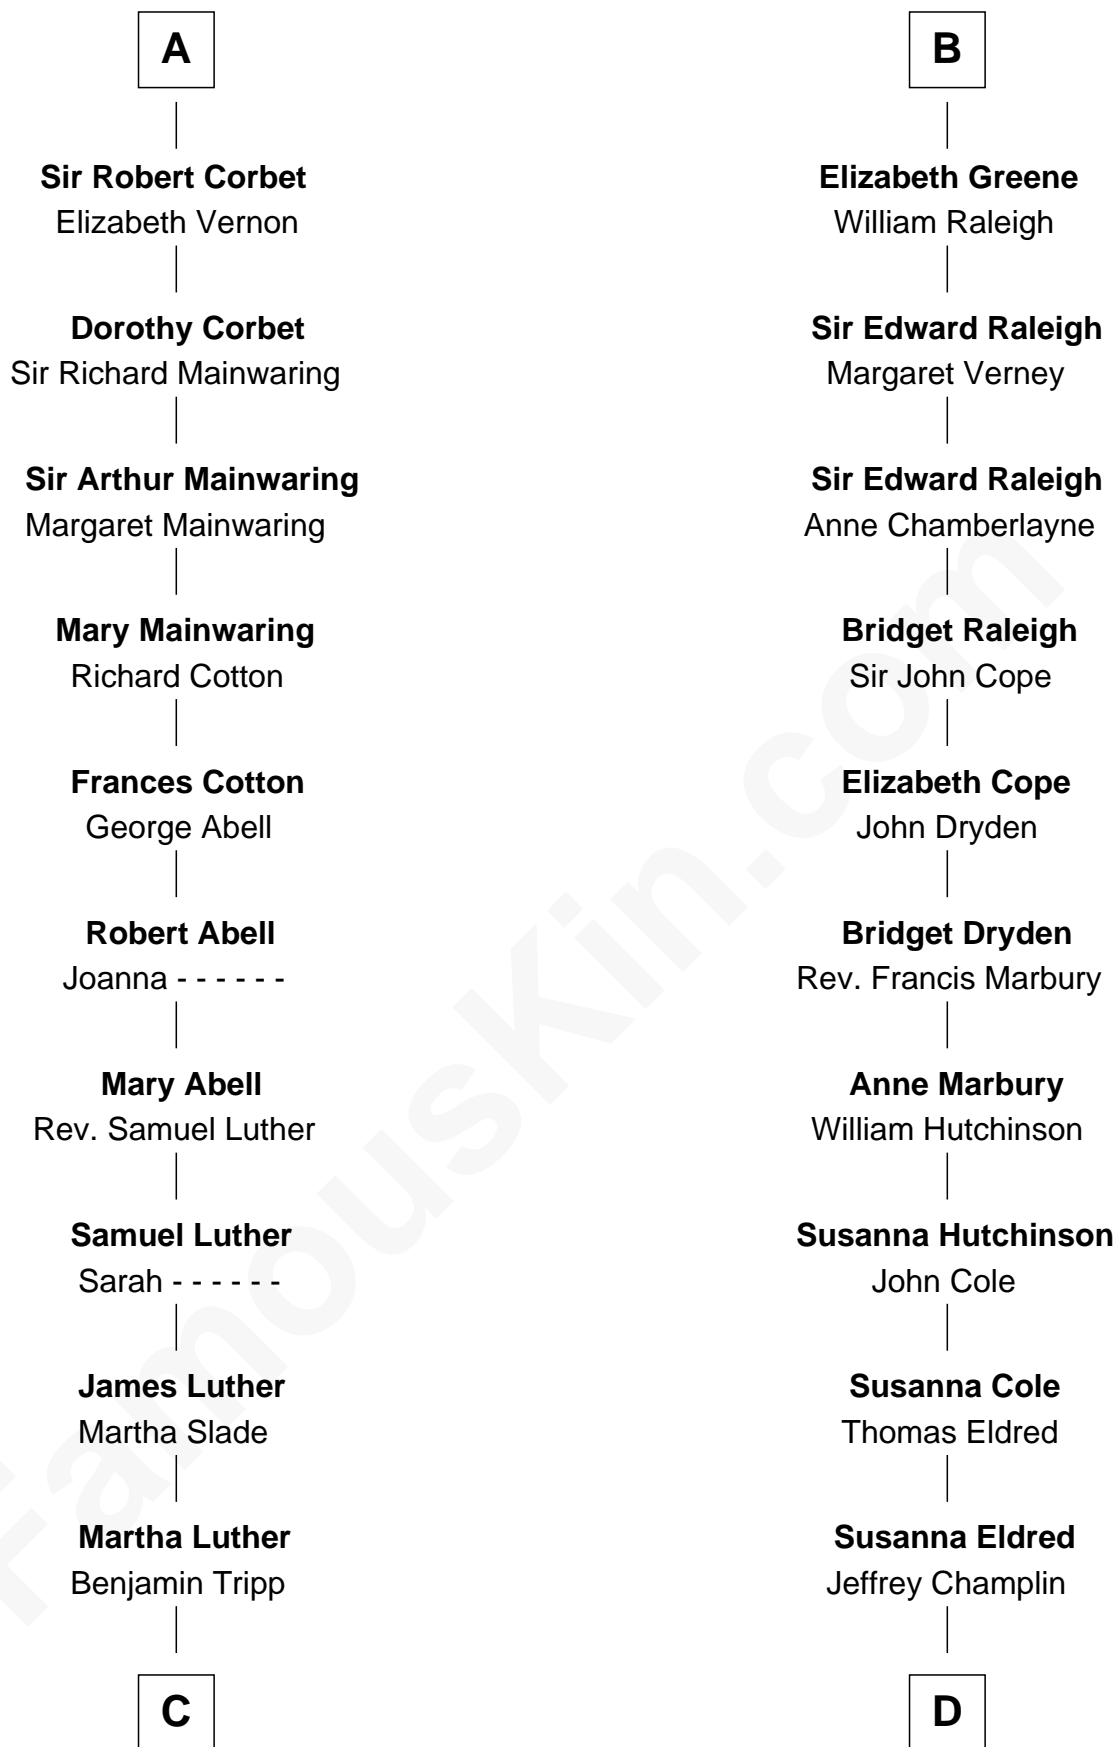 A
Sir Robert Corbet
Elizabeth Vernon
Dorothy Corbet
Sir Richard Mainwaring
Sir Arthur Mainwaring
Margaret Mainwaring
Mary Mainwaring
Richard Cotton
Frances Cotton
George Abell
Robert Abell
Joanna - - - - - -
Mary Abell
Rev. Samuel Luther
Samuel Luther
Sarah - - - - - -
James Luther
Martha Slade
Martha Luther
Benjamin Tripp
C
B
Elizabeth Greene
William Raleigh
Sir Edward Raleigh
Margaret Verney
Sir Edward Raleigh
Anne Chamberlayne
Bridget Raleigh
Sir John Cope
Elizabeth Cope
John Dryden
Bridget Dryden
Rev. Francis Marbury
Anne Marbury
William Hutchinson
Susanna Hutchinson
John Cole
Susanna Cole
Thomas Eldred
Susanna Eldred
Jeffrey Champlin
D
FamousKin.com